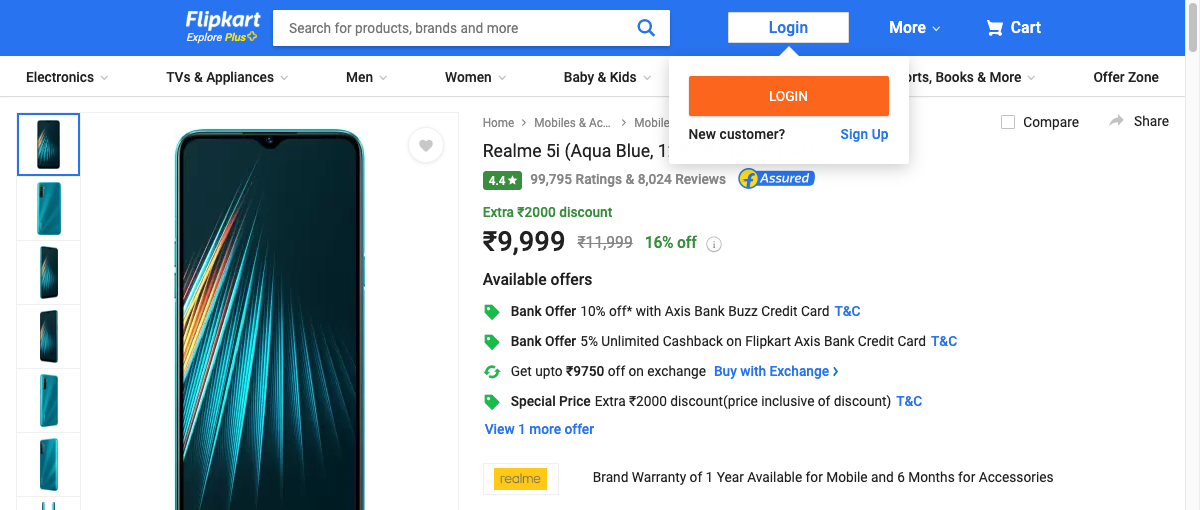 Flipkart
Explore Plus
Search for products, brands and more
Login
More
Cart
Electronics
TVs & Appliances
Men
Women
Baby & Kids
Books & More
Offer Zone
LOGIN
New customer? Sign Up
Home
Mobiles & Ac...
Compare
Share
Realme 5i (Aqua Blue,
4.4 99,795 Ratings & 8,024 Reviews
Assured
Extra ₹2000 discount
₹9,999 ₹11,999 16% off
Available offers
Bank Offer 10% off* with Axis Bank Buzz Credit Card T&C
Bank Offer 5% Unlimited Cashback on Flipkart Axis Bank Credit Card T&C
Get upto ₹9750 off on exchange Buy with Exchange
Special Price Extra ₹2000 discount(price inclusive of discount) T&C
View 1 more offer
realme
Brand Warranty of 1 Year Available for Mobile and 6 Months for Accessories